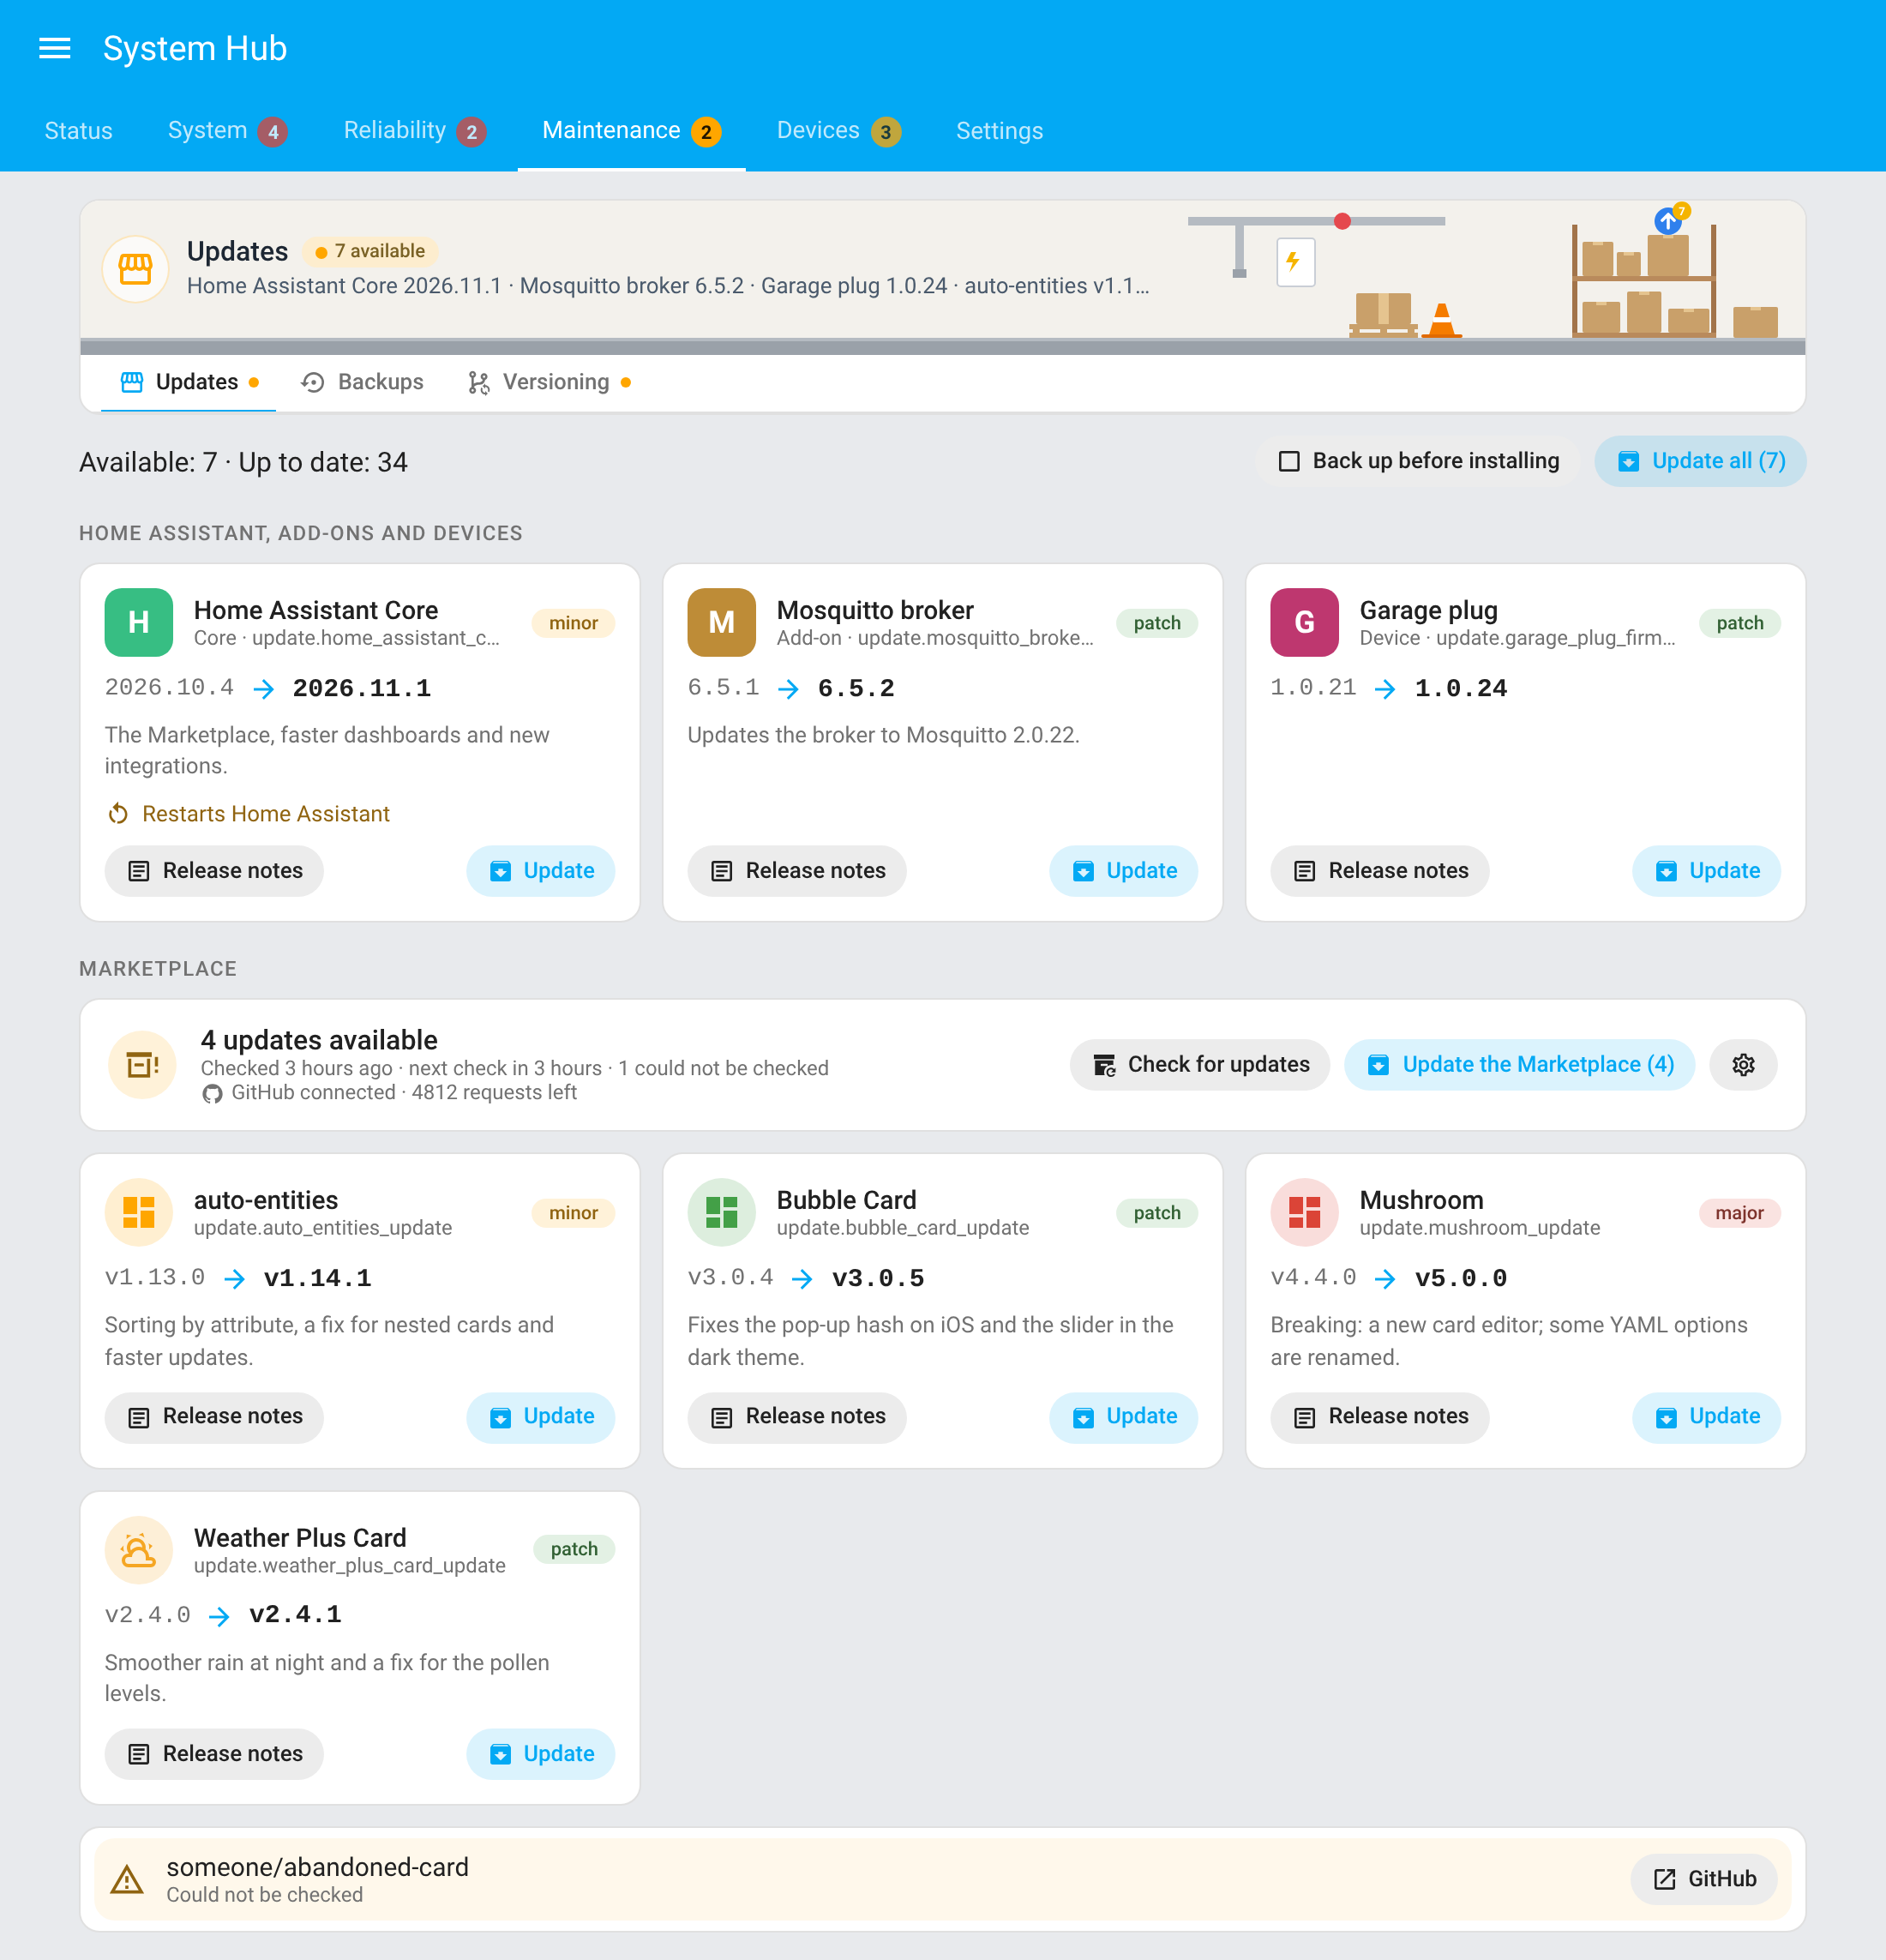 System Hub
Status
System 4
Reliability 2
Maintenance 2
Devices 3
Settings
Updates
7 available
Home Assistant Core 2026.11.1 · Mosquitto broker 6.5.2 · Garage plug 1.0.24 · auto-entities v1.1…
7
Updates
Backups
Versioning
Available: 7 · Up to date: 34
Back up before installing
Update all (7)
HOME ASSISTANT, ADD-ONS AND DEVICES
H
Home Assistant Core
Core · update.home_assistant_c…
minor
2026.10.4 → 2026.11.1
The Marketplace, faster dashboards and new
integrations.
Restarts Home Assistant
Release notes
Update
M
Mosquitto broker
Add-on · update.mosquitto_broke…
patch
6.5.1 → 6.5.2
Updates the broker to Mosquitto 2.0.22.
Release notes
Update
G
Garage plug
Device · update.garage_plug_firm…
patch
1.0.21 → 1.0.24
Release notes
Update
MARKETPLACE
4 updates available
Checked 3 hours ago · next check in 3 hours · 1 could not be checked
GitHub connected · 4812 requests left
Check for updates
Update the Marketplace (4)
auto-entities
update.auto_entities_update
minor
v1.13.0 → v1.14.1
Sorting by attribute, a fix for nested cards and
faster updates.
Release notes
Update
Bubble Card
update.bubble_card_update
patch
v3.0.4 → v3.0.5
Fixes the pop-up hash on iOS and the slider in the
dark theme.
Release notes
Update
Mushroom
update.mushroom_update
major
v4.4.0 → v5.0.0
Breaking: a new card editor; some YAML options
are renamed.
Release notes
Update
Weather Plus Card
update.weather_plus_card_update
patch
v2.4.0 → v2.4.1
Smoother rain at night and a fix for the pollen
levels.
Release notes
Update
someone/abandoned-card
Could not be checked
GitHub